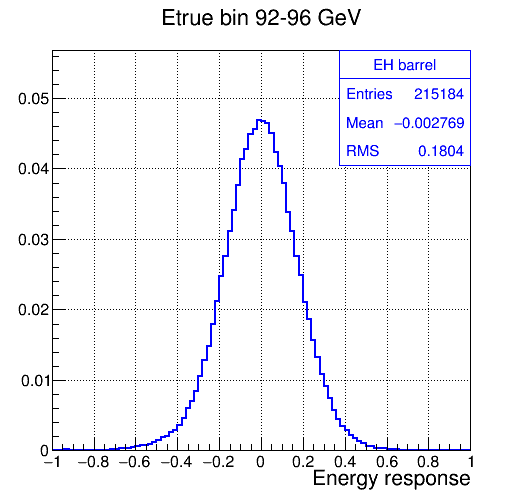 Etrue bin 92-96 GeV
EH barrel
Entries 215184
Mean −0.002769
RMS 0.1804
0.05
0.04
0.03
0.02
0.01
0
−1 −0.8 −0.6 −0.4 −0.2 0 0.2 0.4 0.6 0.8 1
Energy response